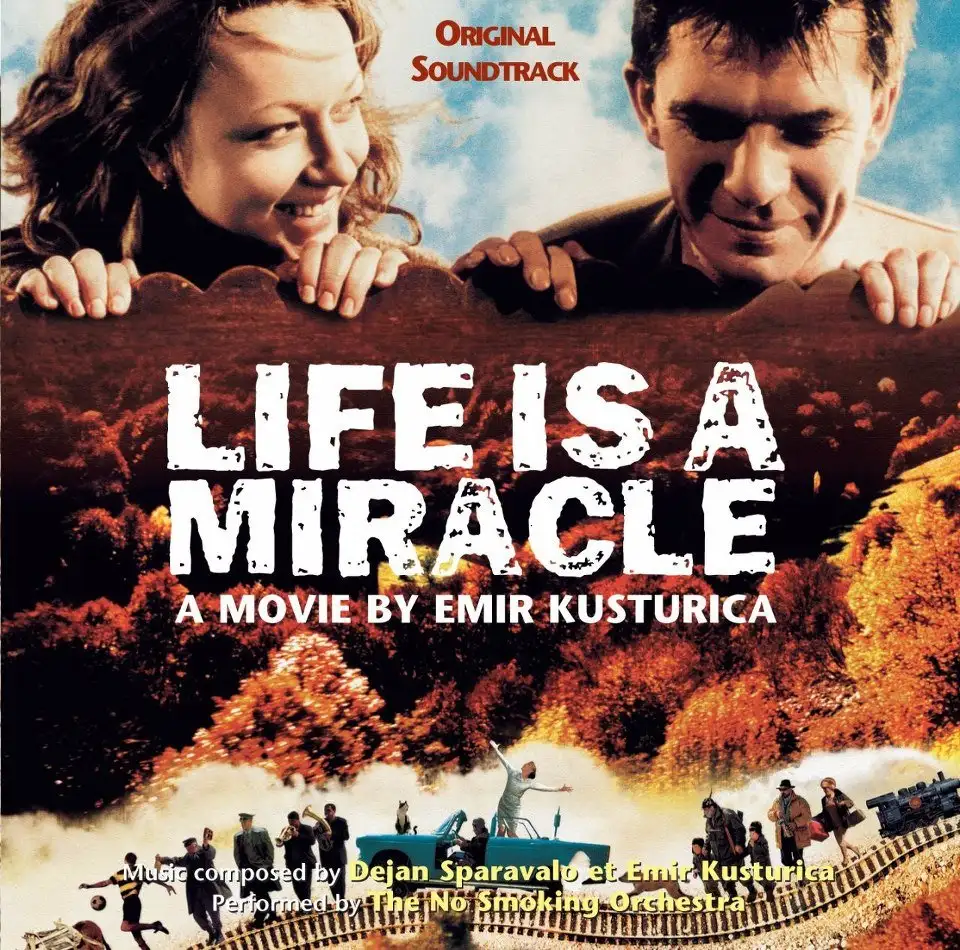 ORIGINAL
SOUNDTRACK
LIFE IS A
MIRACLE
A MOVIE BY EMIR KUSTURICA
Music composed by Dejan Sparavalo et Emir Kusturica
Performed by The No Smoking Orchestra